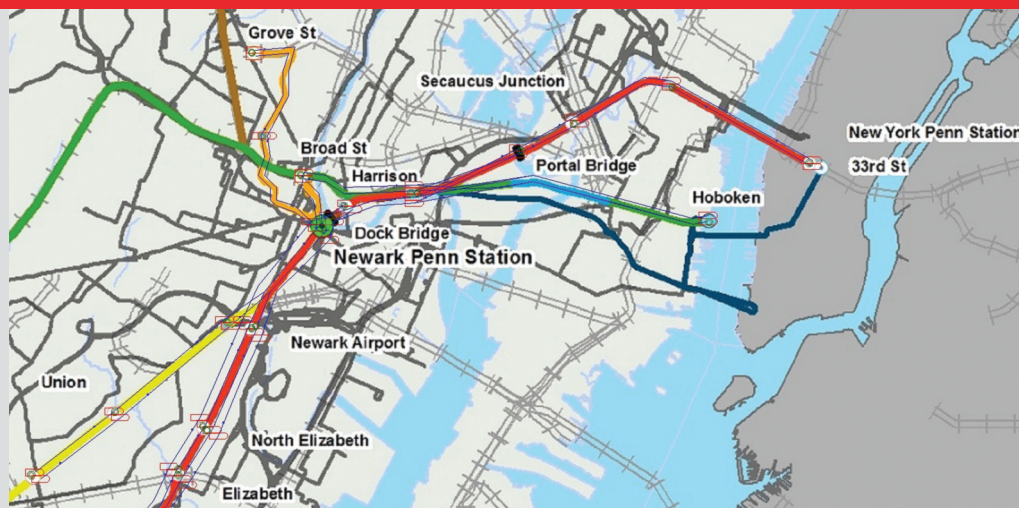 Grove St
Secaucus Junction
New York Penn Station
Broad St
Portal Bridge
33rd St
Harrison
Hoboken
Dock Bridge
Newark Penn Station
Newark Airport
Union
North Elizabeth
Elizabeth